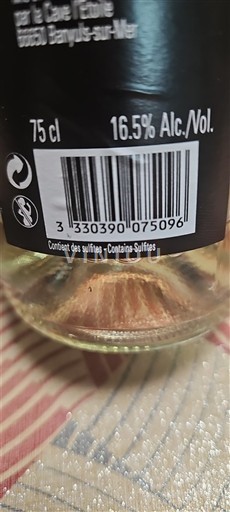 par la Cave l'Etoile
66650 Banyuls-sur-Mer
75 cl 16.5% Alc./Vol.
3 330390 075096
Contient des sulfites - Contains Sulfites
VINTOU